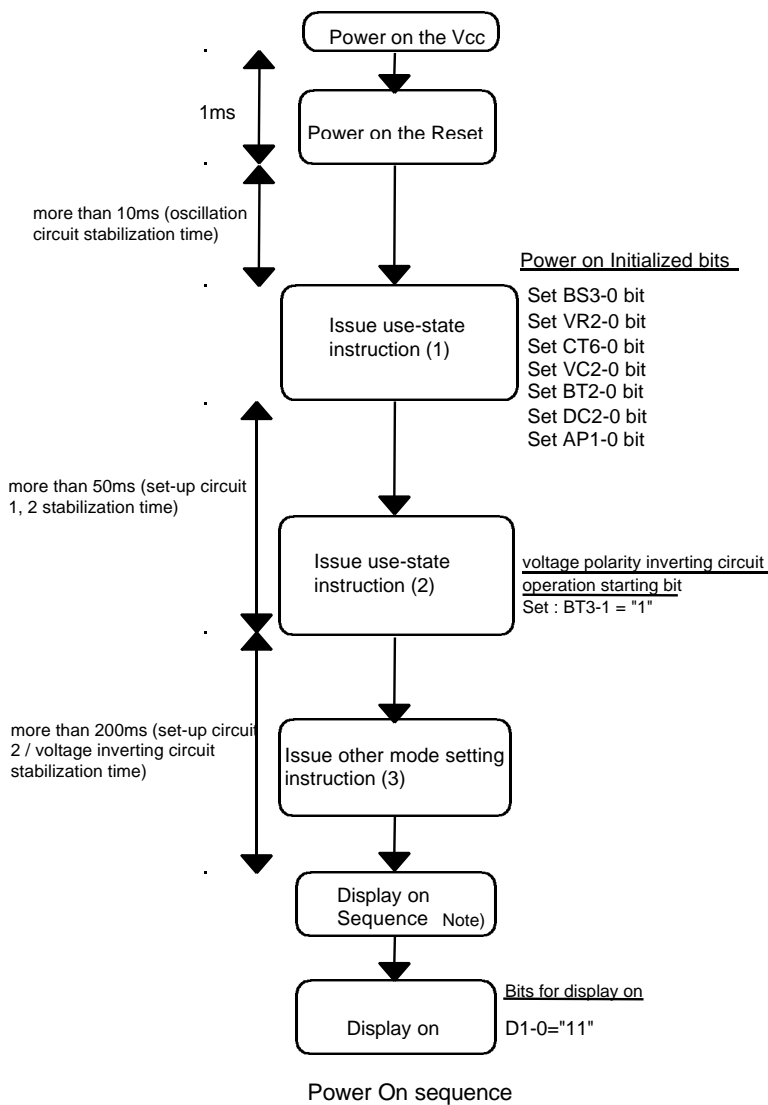 Power on the Vcc
1ms
Power on the Reset
more than 10ms (oscillation
circuit stabilization time)
Power on Initialized bits
Issue use-state
instruction (1)
Set BS3-0 bit
Set VR2-0 bit
Set CT6-0 bit
Set VC2-0 bit
Set BT2-0 bit
Set DC2-0 bit
Set AP1-0 bit
more than 50ms (set-up circuit
1, 2 stabilization time)
Issue use-state
instruction (2)
voltage polarity inverting circuit
operation starting bit
Set : BT3-1 = "1"
more than 200ms (set-up circuit
2 / voltage inverting circuit
stabilization time)
Issue other mode setting
instruction (3)
Display on
Sequence Note)
Bits for display on
Display on
D1-0="11"
Power On sequence